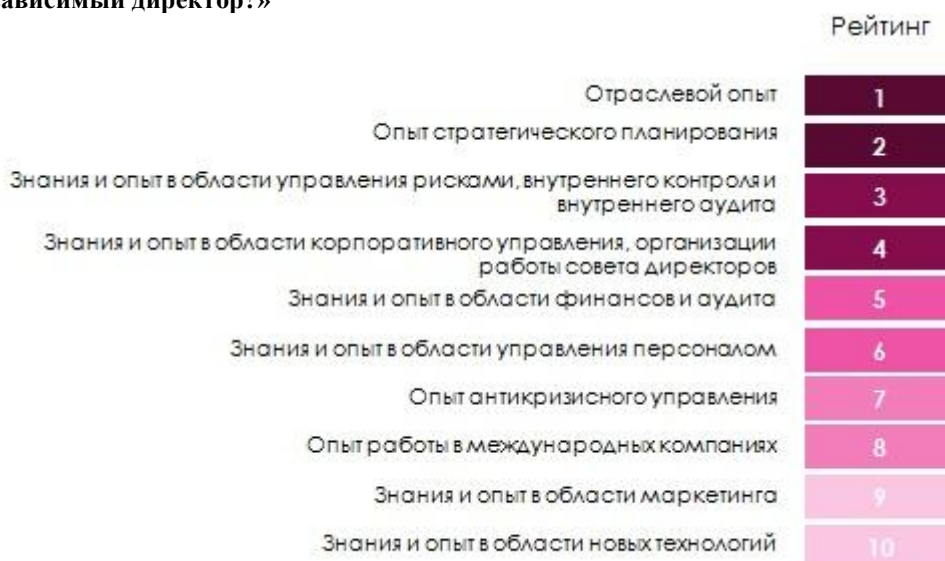 ависимый директор?»
Рейтинг
Отраслевой опыт
1
Опыт стратегического планирования
2
Знания и опыт в области управления рисками, внутреннего контроля и
внутреннего аудита
3
Знания и опыт в области корпоративного управления, организации
работы совета директоров
4
Знания и опыт в области финансов и аудита
5
Знания и опыт в области управления персоналом
6
Опыт антикризисного управления
7
Опыт работы в международных компаниях
8
Знания и опыт в области маркетинга
9
Знания и опыт в области новых технологий
10